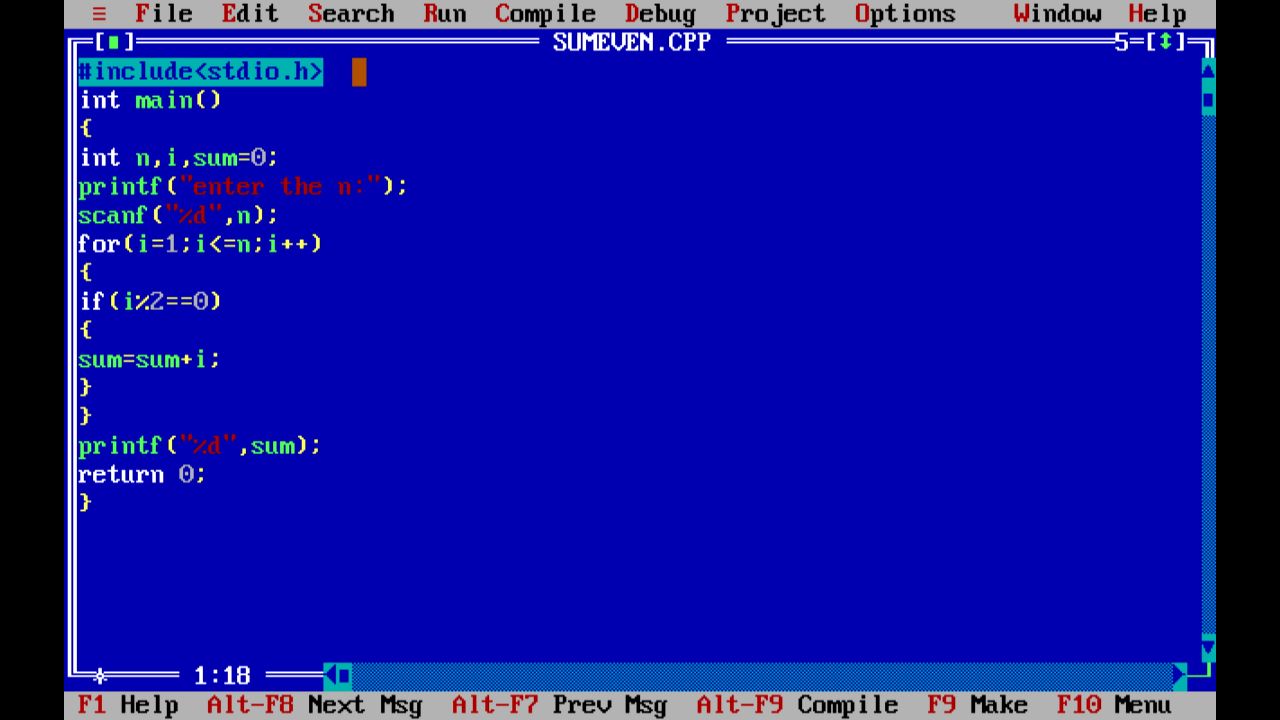 ≡ File Edit Search Run Compile Debug Project Options Window Help
[■] SUMEVEN.CPP 5=[↕]
#include<stdio.h>
int main()
{
int n,i,sum=0;
printf("enter the n:");
scanf("%d",n);
for(i=1;i<=n;i++)
{
if(i%2==0)
{
sum=sum+i;
}
}
printf("%d",sum);
return 0;
}
1:18
F1 Help Alt-F8 Next Msg Alt-F7 Prev Msg Alt-F9 Compile F9 Make F10 Menu